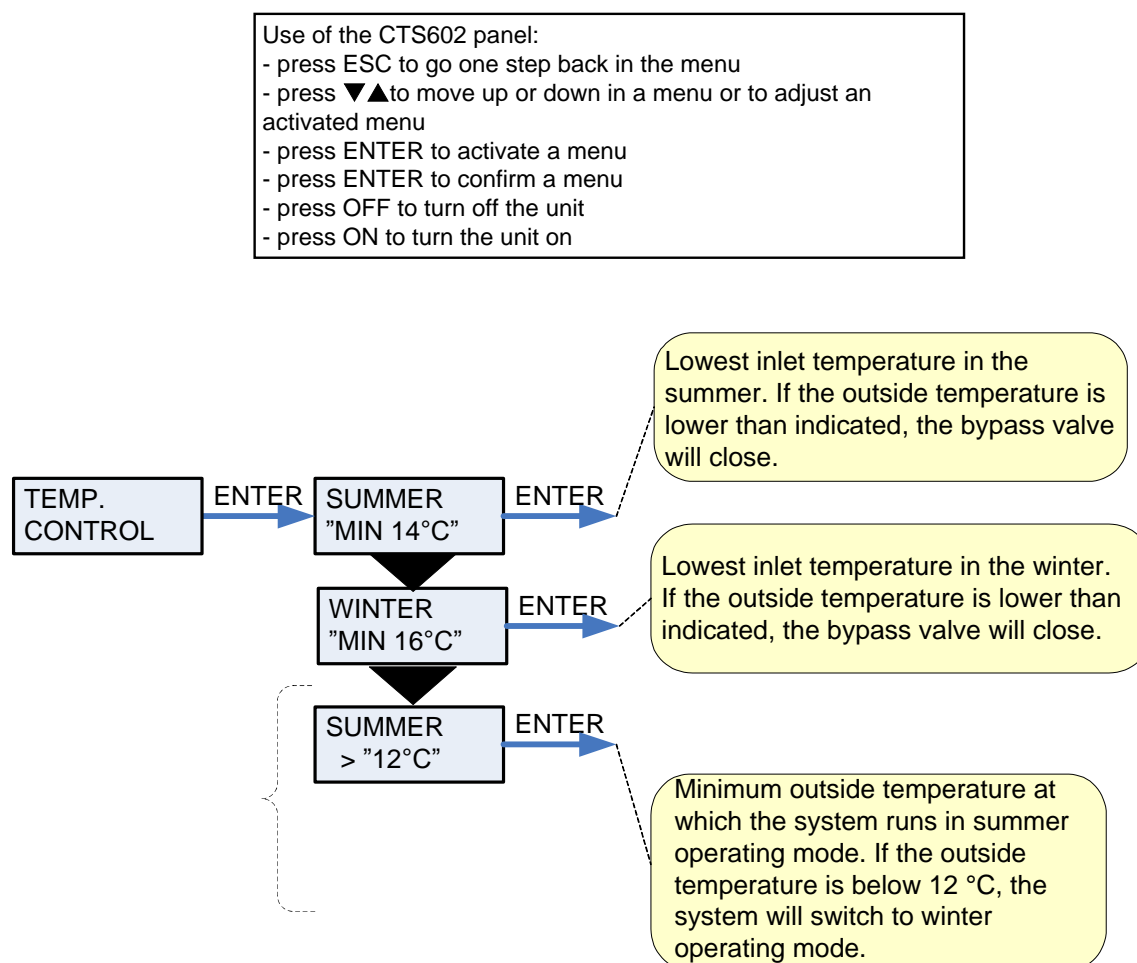 Use of the CTS602 panel:
- press ESC to go one step back in the menu
- press ▼▲to move up or down in a menu or to adjust an
activated menu
- press ENTER to activate a menu
- press ENTER to confirm a menu
- press OFF to turn off the unit
- press ON to turn the unit on
Lowest inlet temperature in the
summer. If the outside temperature is
lower than indicated, the bypass valve
will close.
TEMP.
CONTROL
ENTER
SUMMER
”MIN 14°C”
ENTER
Lowest inlet temperature in the winter.
If the outside temperature is lower than
indicated, the bypass valve will close.
WINTER
”MIN 16°C”
ENTER
SUMMER
> ”12°C”
ENTER
Minimum outside temperature at
which the system runs in summer
operating mode. If the outside
temperature is below 12 °C, the
system will switch to winter
operating mode.